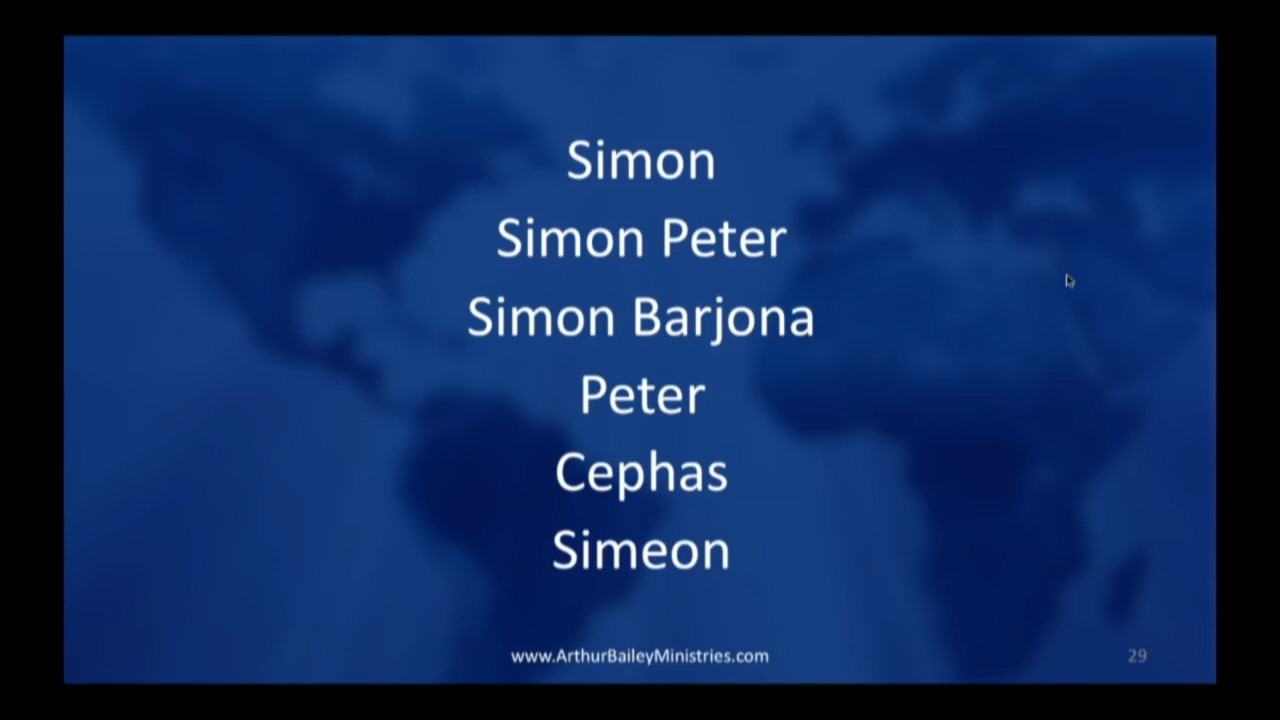 Simon
Simon Peter
Simon Barjona
Peter
Cephas
Simeon
www.ArthurBaileyMinistries.com
29